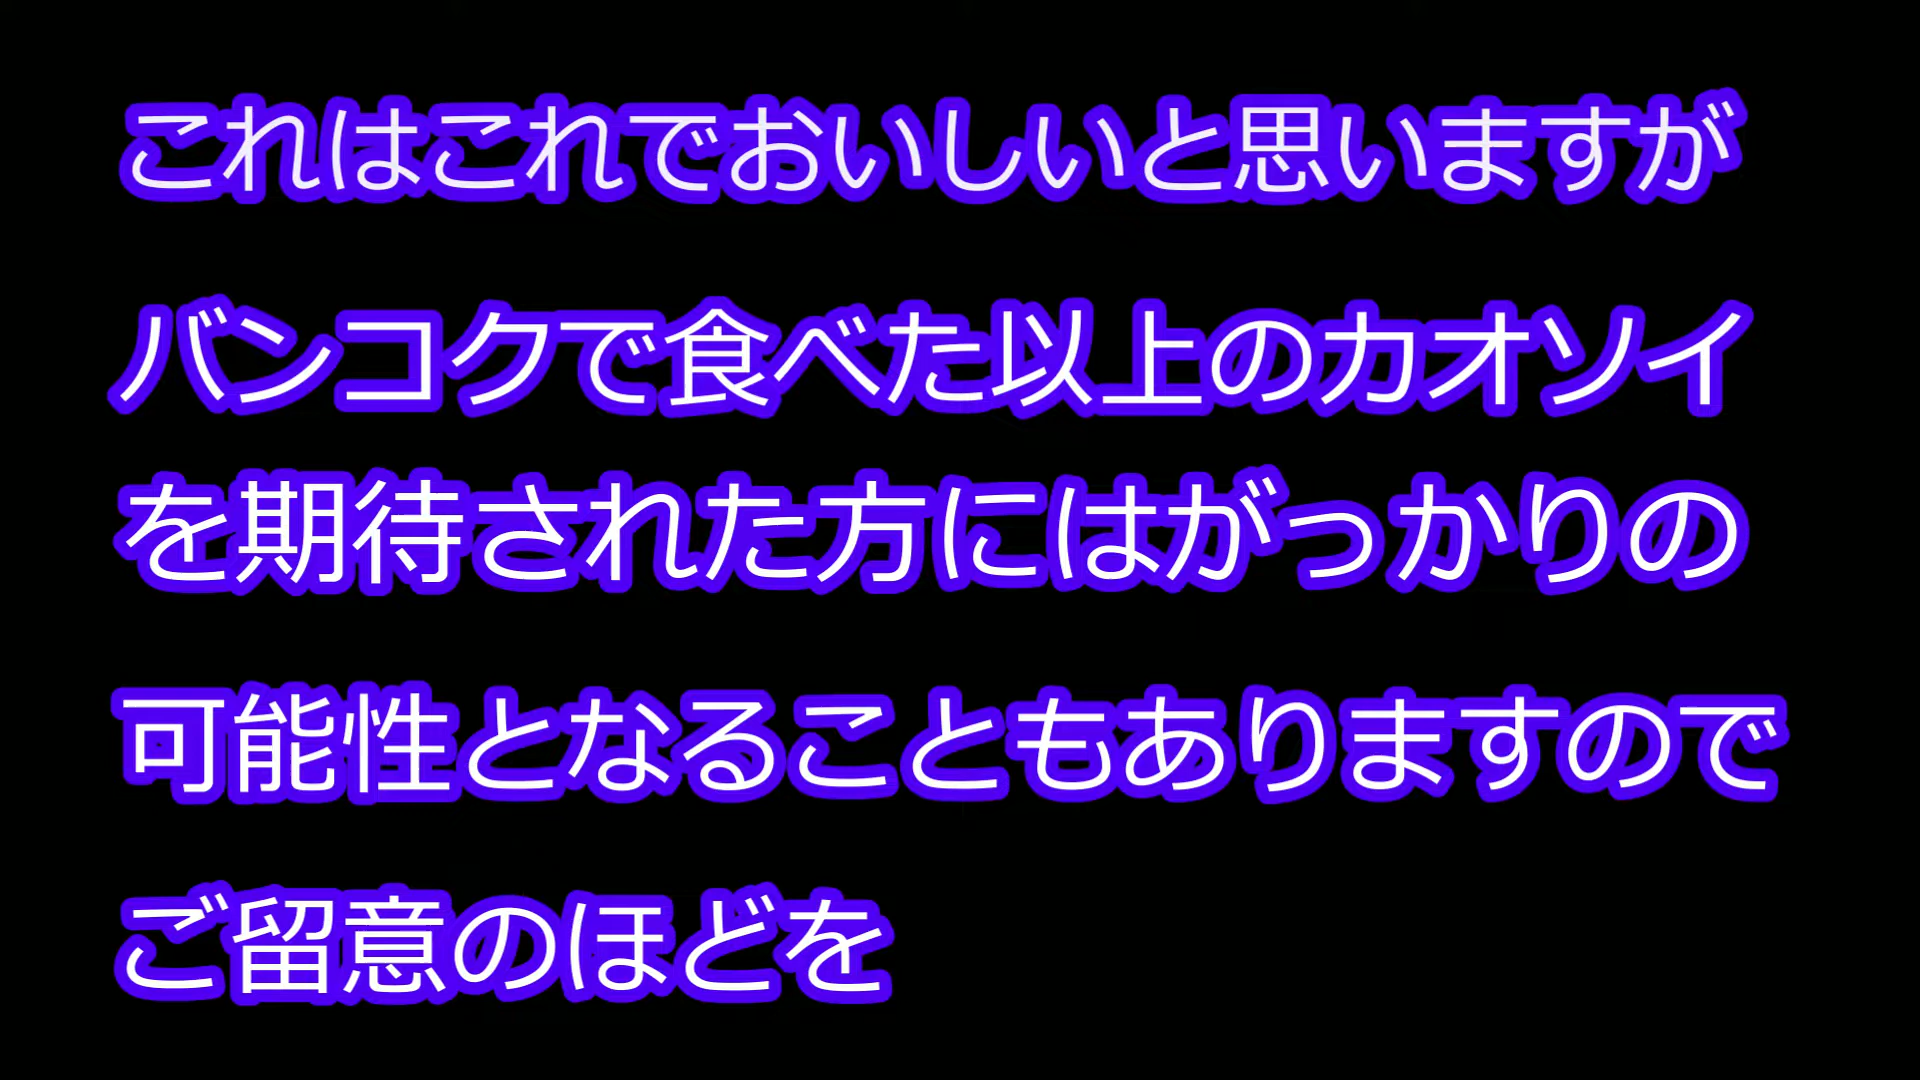 これはこれでおいしいと思いますが
バンコクで食べた以上のカオソイ
を期待された方にはがっかりの
可能性となることもありますので
ご留意のほどを